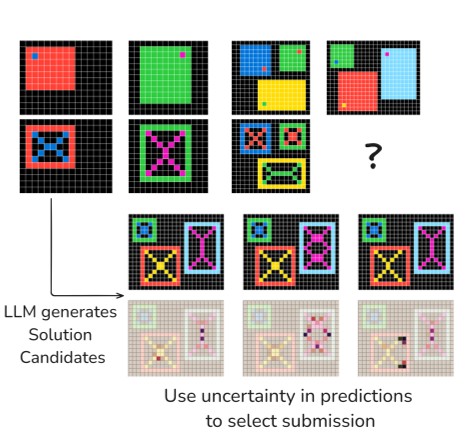 ?
LLM generates
Solution
Candidates
Use uncertainty in predictions
to select submission